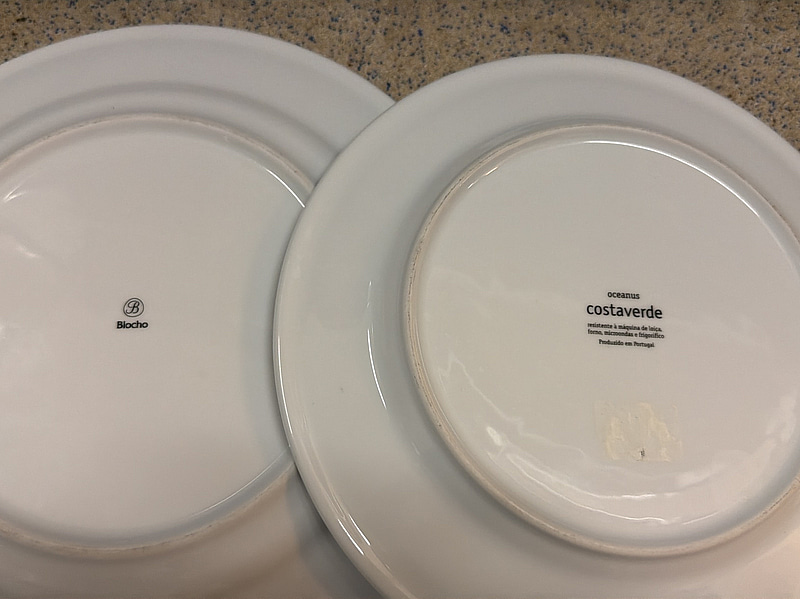 B
Biocho
oceanus
costaverde
resistente à máquina de loiça,
forno, microondas e frigorífico
Produzido em Portugal